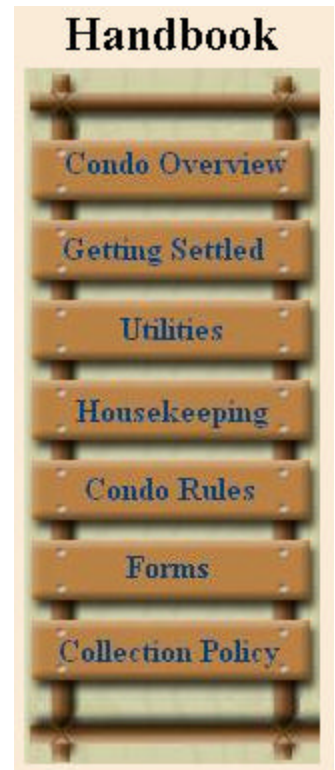 Handbook
Condo Overview
Getting Settled
Utilities
Housekeeping
Condo Rules
Forms
Collection Policy